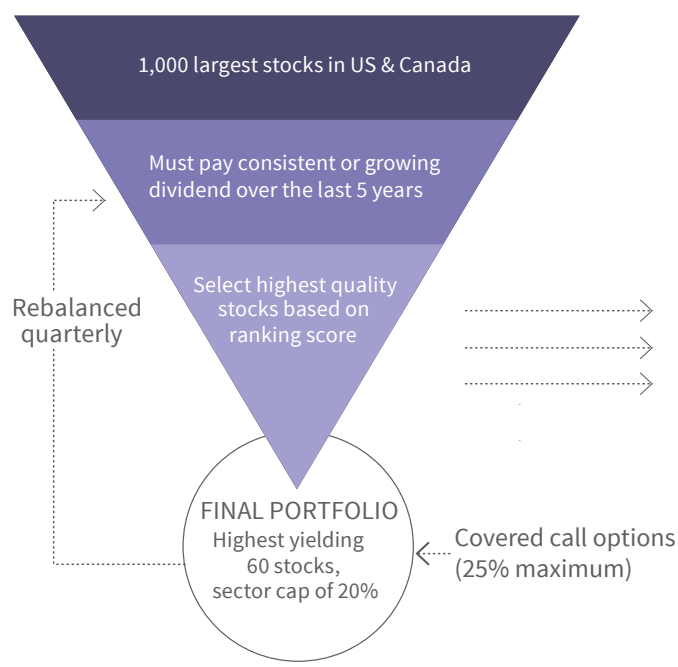 1,000 largest stocks in US & Canada
Must pay consistent or growing
dividend over the last 5 years
Select highest quality
stocks based on
ranking score
Rebalanced
quarterly
FINAL PORTFOLIO
Highest yielding
60 stocks,
sector cap of 20%
Covered call options
(25% maximum)